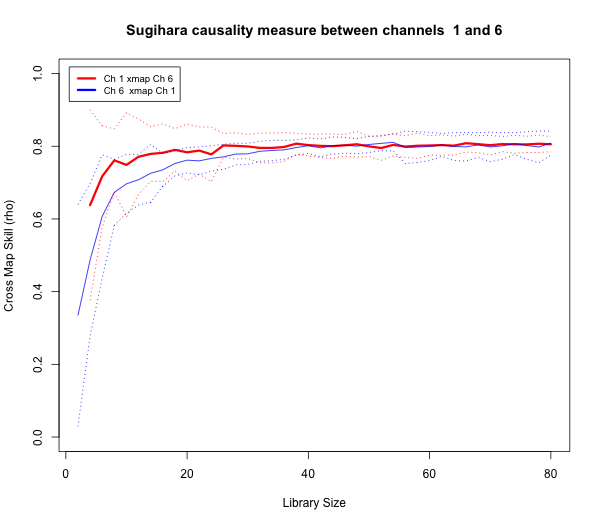 Sugihara causality measure between channels  1 and 6
Ch 1 xmap Ch 6
Ch 6  xmap Ch 1
1.0
0.8
0.6
0.4
0.2
0.0
Cross Map Skill (rho)
0 20 40 60 80
Library Size